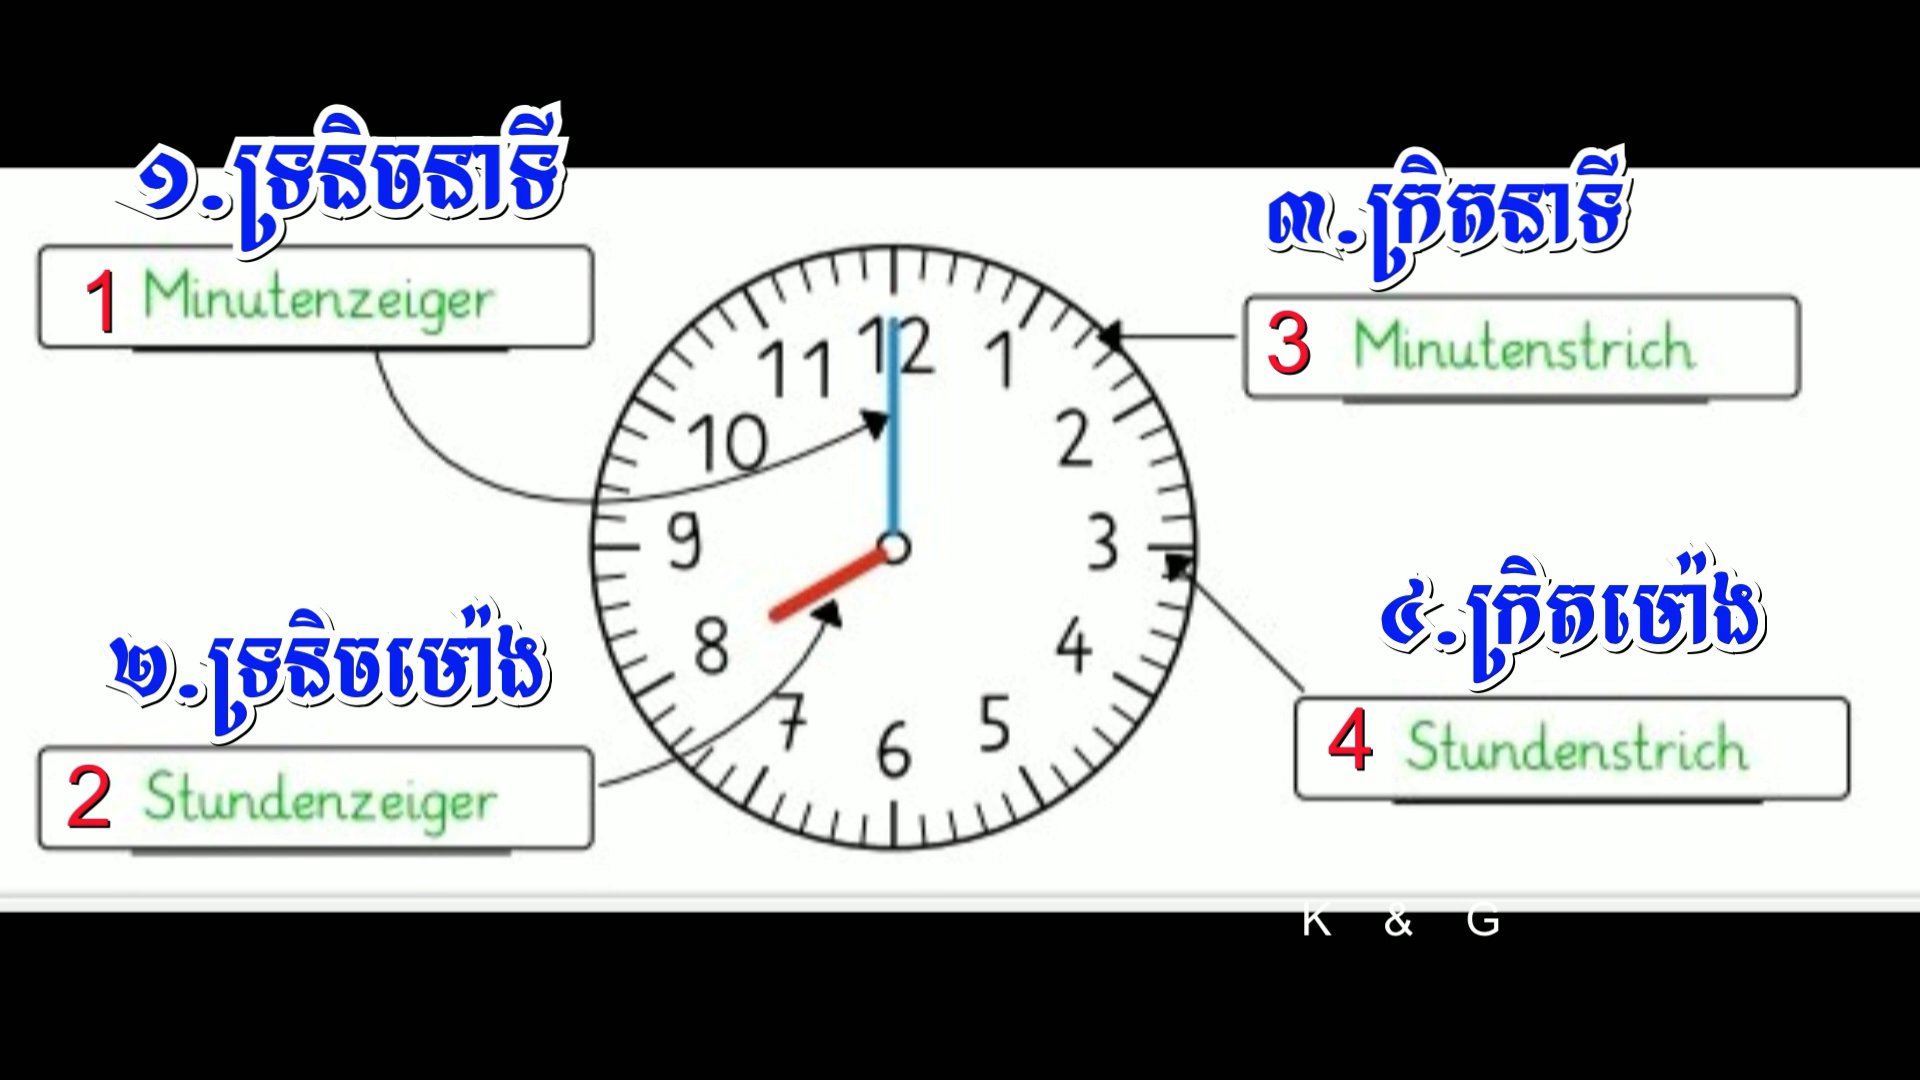 ១.ទ្រនិចនាទី
1 Minutenzeiger
៣.ក្រិតនាទី
3 Minutenstrich
12
11
1
10
2
9
3
8
4
7
5
6
២.ទ្រនិចម៉ោង
2 Stundenzeiger
៤.ក្រិតម៉ោង
4 Stundenstrich
K & G